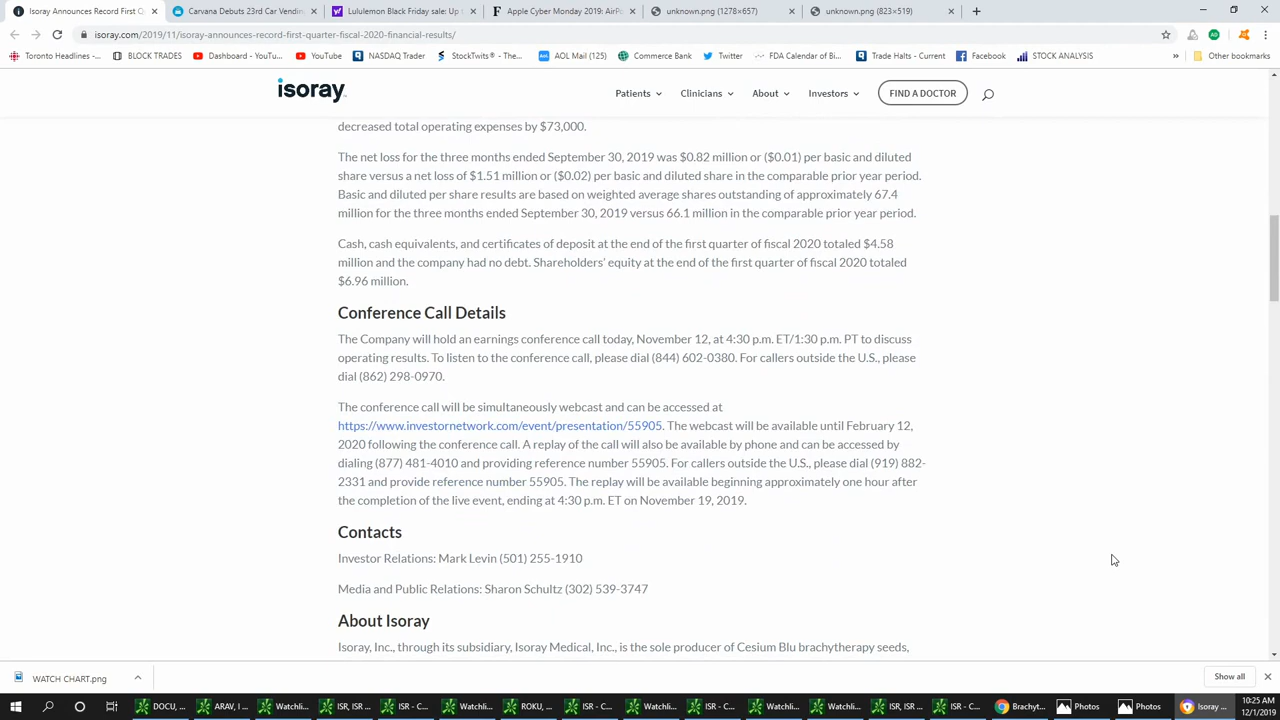 Isoray Announces Record First Q
Carvana Debuts 23rd Car Vendin
Lululemon Black Friday sale: Up t
Apple Cyber Monday 2019: AirPo
unknown.png (1278×657)
unknown.png (823×519)
isoray.com/2019/11/isoray-announces-record-first-quarter-fiscal-2020-financial-results/
Toronto Headlines -...
BLOCK TRADES
Dashboard - YouTu...
YouTube
NASDAQ Trader
StockTwits® - The...
AOL Mail (125)
Commerce Bank
Twitter
FDA Calendar of Bi...
Trade Halts - Current
Facebook
STOCK ANALYSIS
»
Other bookmarks
isoray
Patients
Clinicians
About
Investors
FIND A DOCTOR
decreased total operating expenses by $73,000.
The net loss for the three months ended September 30, 2019 was $0.82 million or ($0.01) per basic and diluted
share versus a net loss of $1.51 million or ($0.02) per basic and diluted share in the comparable prior year period.
Basic and diluted per share results are based on weighted average shares outstanding of approximately 67.4
million for the three months ended September 30, 2019 versus 66.1 million in the comparable prior year period.
Cash, cash equivalents, and certificates of deposit at the end of the first quarter of fiscal 2020 totaled $4.58
million and the company had no debt. Shareholders' equity at the end of the first quarter of fiscal 2020 totaled
$6.96 million.
Conference Call Details
The Company will hold an earnings conference call today, November 12, at 4:30 p.m. ET/1:30 p.m. PT to discuss
operating results. To listen to the conference call, please dial (844) 602-0380. For callers outside the U.S., please
dial (862) 298-0970.
The conference call will be simultaneously webcast and can be accessed at
https://www.investornetwork.com/event/presentation/55905. The webcast will be available until February 12,
2020 following the conference call. A replay of the call will also be available by phone and can be accessed by
dialing (877) 481-4010 and providing reference number 55905. For callers outside the U.S., please dial (919) 882-
2331 and provide reference number 55905. The replay will be available beginning approximately one hour after
the completion of the live event, ending at 4:30 p.m. ET on November 19, 2019.
Contacts
Investor Relations: Mark Levin (501) 255-1910
Media and Public Relations: Sharon Schultz (302) 539-3747
About Isoray
Isoray, Inc., through its subsidiary, Isoray Medical, Inc., is the sole producer of Cesium Blu brachytherapy seeds,
WATCH CHART.png
Show all
DOCU, ...
ARAV, I ...
Watchli...
ISR, ISR ...
ISR - C...
Watchli...
ROKU, ...
ISR - C...
Watchli...
ISR - C...
Watchli...
Watchli...
ISR, ISR ...
ISR - C...
Brachyt...
Photos
Photos
Isoray ...
10:25 AM
12/1/2019